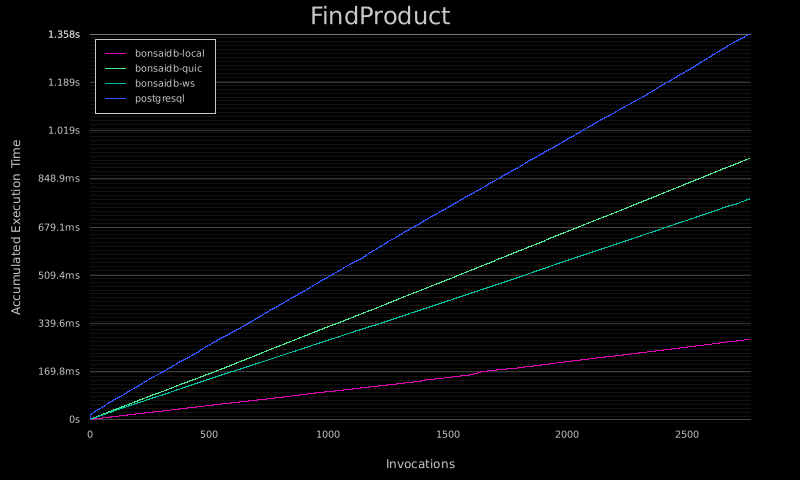 FindProduct
1.358s
bonsaidb-local
bonsaidb-quic
bonsaidb-ws
postgresql
1.189s
1.019s
848.9ms
679.1ms
509.4ms
339.6ms
169.8ms
0s
Accumulated Execution Time
0 500 1000 1500 2000 2500
Invocations